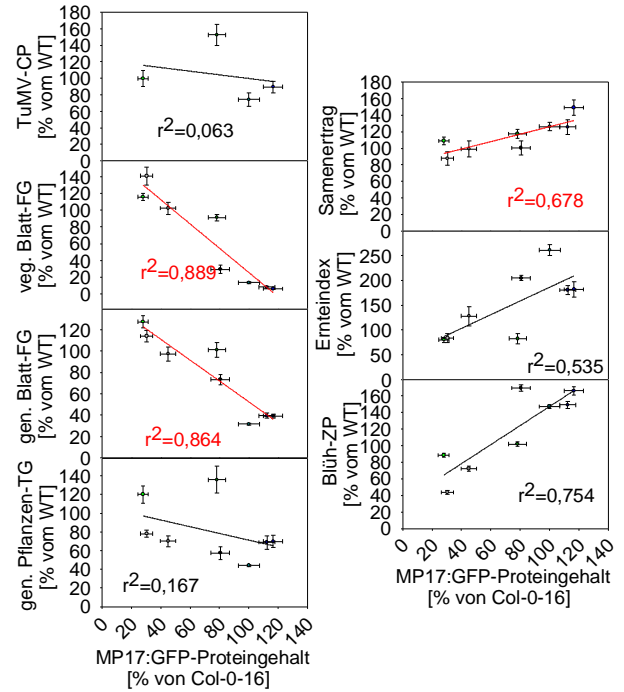 TuMV-CP
[% vom WT]
180
160
140
120
100
80
60
40
20
0
r2=0,063
veg. Blatt-FG
[% vom WT]
160
140
120
100
80
60
40
20
0
r2=0,889
gen. Blatt-FG
[% vom WT]
120
100
80
60
40
20
0
r2=0,864
gen. Pflanzen-TG
[% vom WT]
160
140
120
100
80
60
40
20
0
r2=0,167
0 20 40 60 80 100 120 140
MP17:GFP-Proteingehalt
[% von Col-0-16]
Samenertrag
[% vom WT]
180
160
140
120
100
80
60
40
20
0
r2=0,678
Ernteindex
[% vom WT]
250
200
150
100
50
0
r2=0,535
Blüh-ZP
[% vom WT]
160
140
120
100
80
60
40
20
0
r2=0,754
0 20 40 60 80 100 120 140
MP17:GFP-Proteingehalt
[% von Col-0-16]